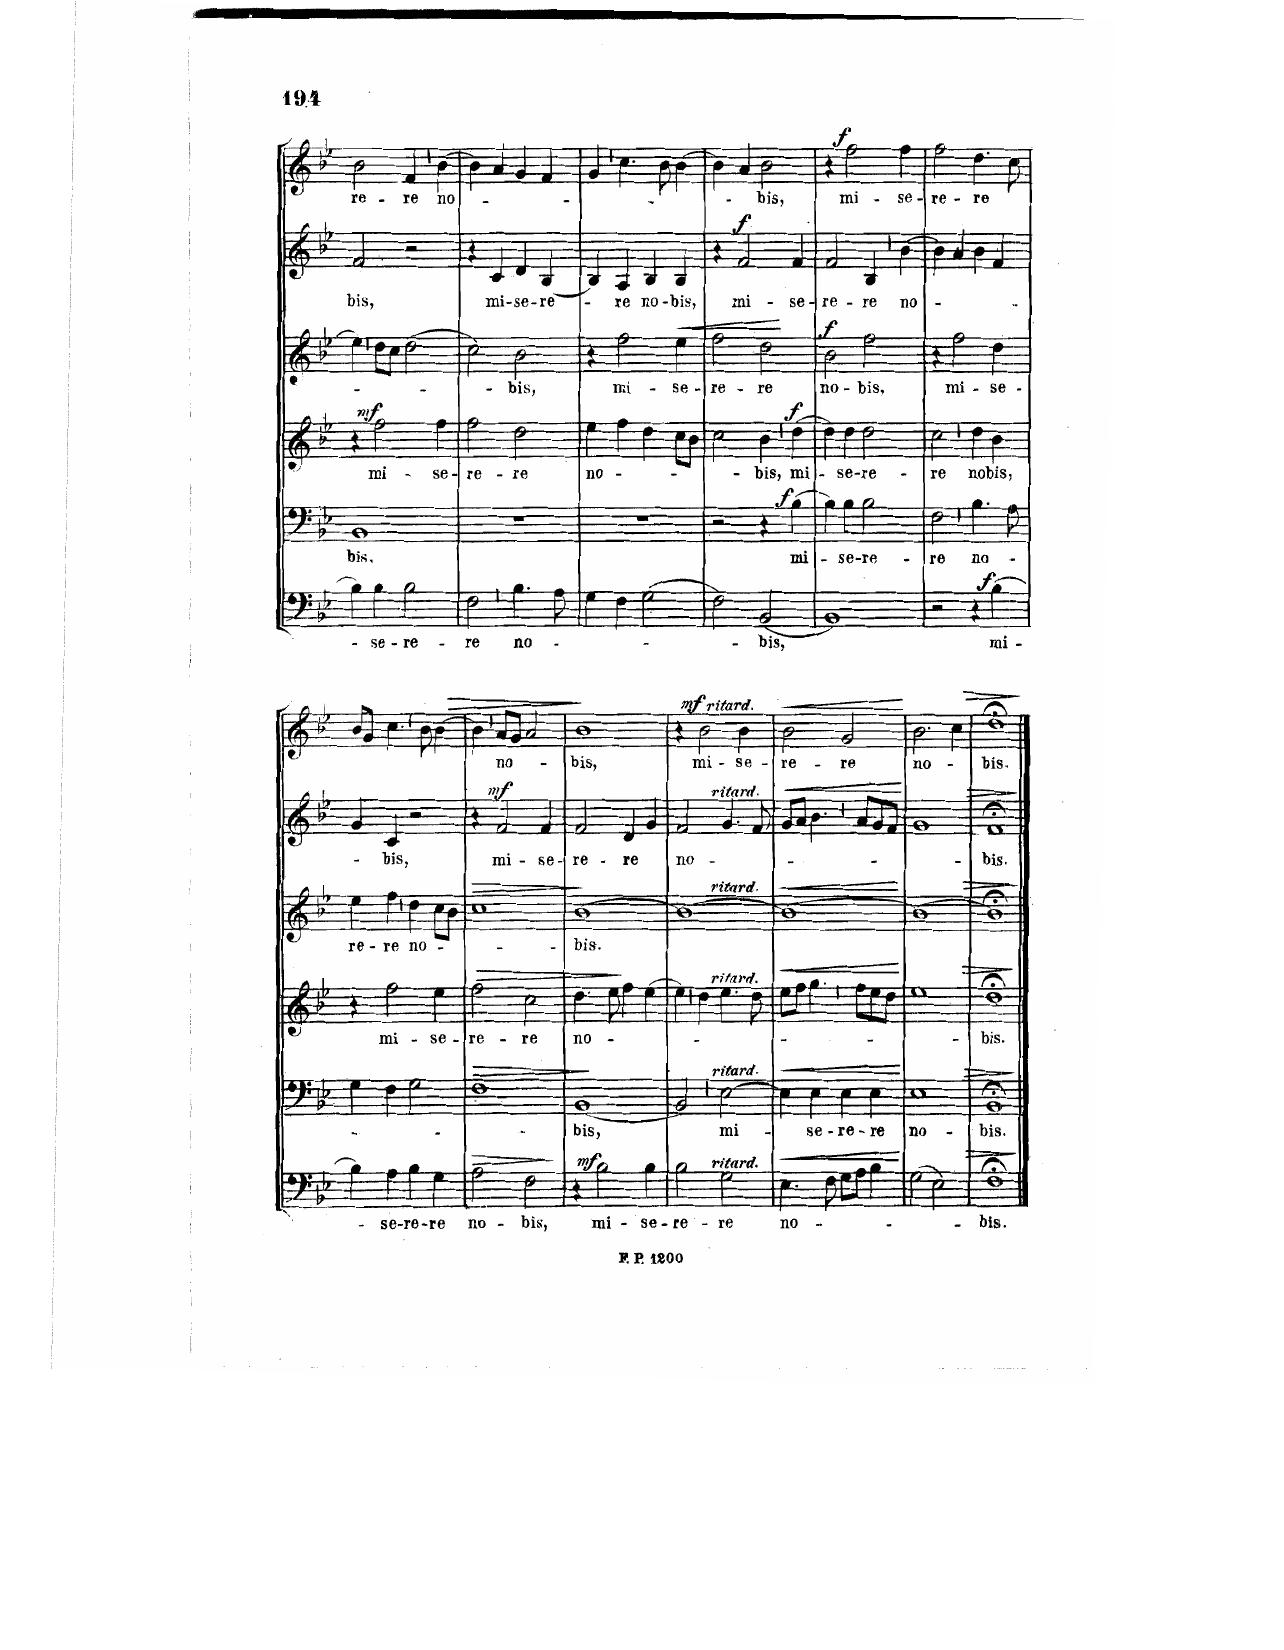 194
f
re - re no - - - - bis, mi - se - re - re
f
bis, mi - se - re - re no - bis, mi - se - re - re no - -
f
- - - bis, mi - se - re - re no - bis, mi - se -
mf f
mi - se - re - re no - - - bis, mi - se - re - re nobis,
f
bis. mi - se - re - re no -
f
- se - re - re no - - - bis, mi -
mf ritard.
no - bis, mi - se - re - re no - bis.
mf ritard.
- bis, mi - se - re - re no - - - - bis.
ritard.
re - re no - - - bis.
ritard.
mi - se - re - re no - - - - - bis.
ritard.
- - - bis, mi - se - re - re no - bis.
mf ritard.
- se - re - re no - bis, mi - se - re - re no - - - bis.
F. P. 1200